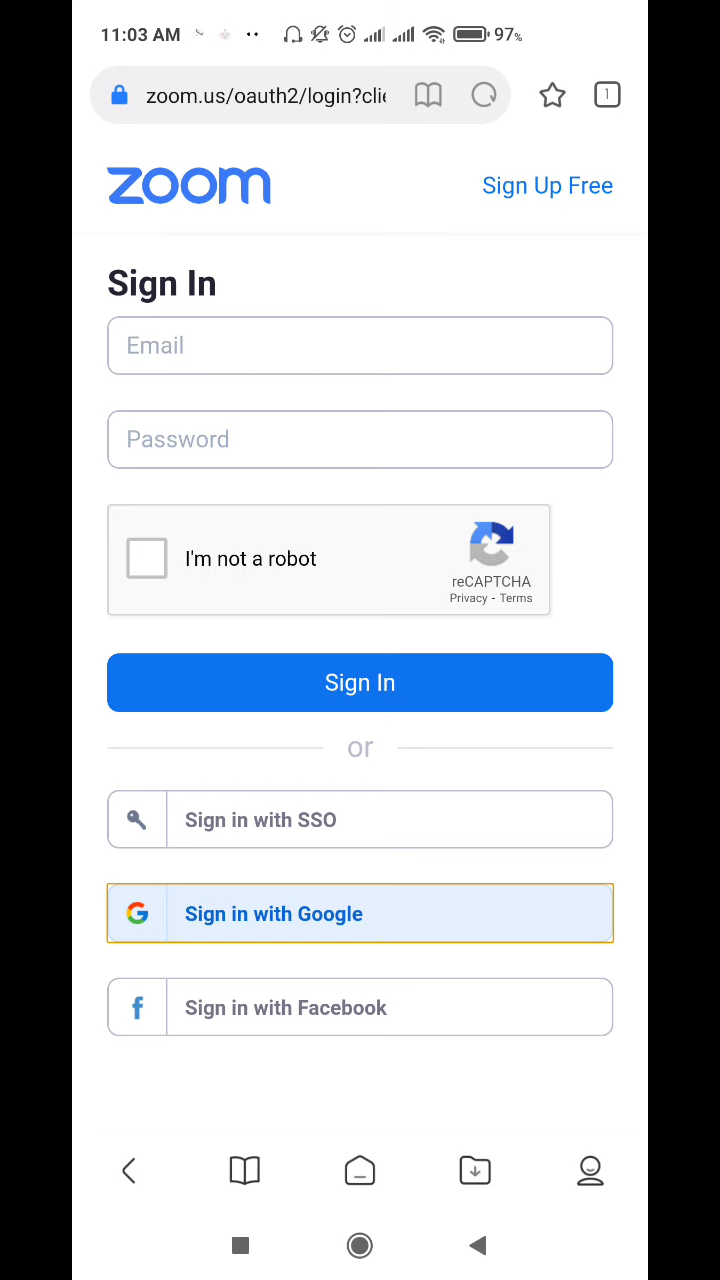 11:03 AM 97%
zoom.us/oauth2/login?clie 1
zoom Sign Up Free
Sign In
Email
Password
I'm not a robot
reCAPTCHA
Privacy - Terms
Sign In
or
Sign in with SSO
Sign in with Google
Sign in with Facebook